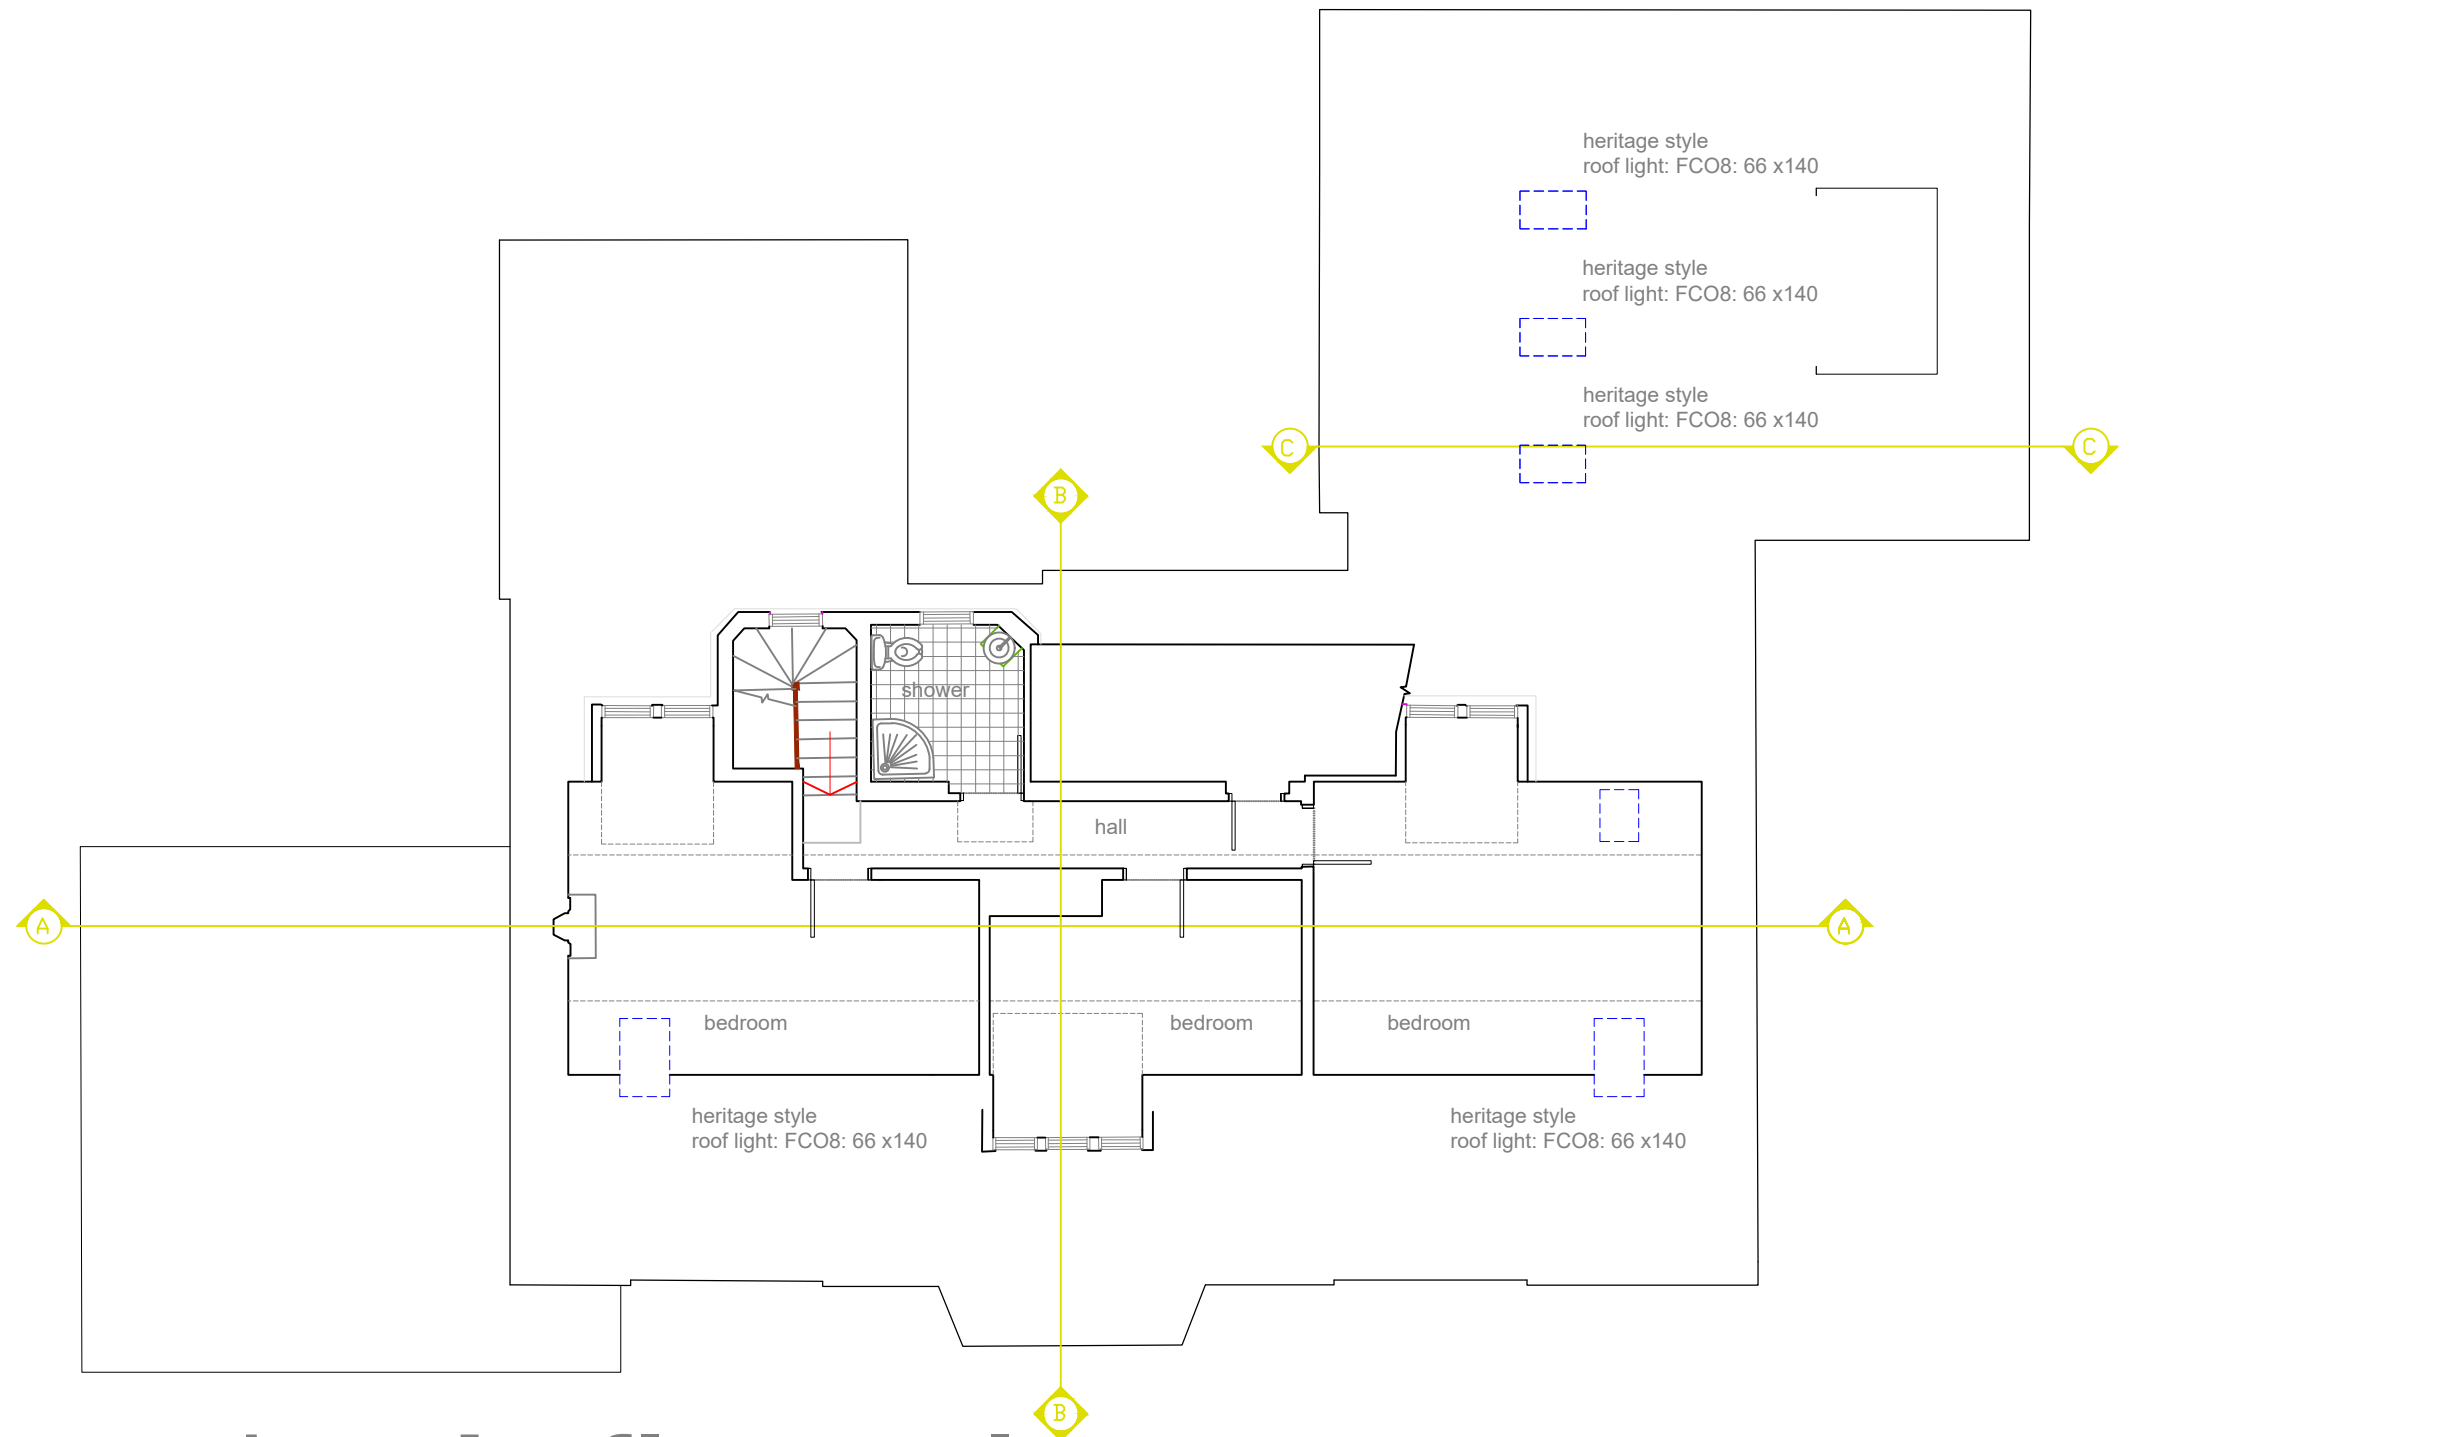 heritage style
roof light: FCO8: 66 x140
heritage style
roof light: FCO8: 66 x140
heritage style
roof light: FCO8: 66 x140
C
C
B
shower
hall
A
A
bedroom
bedroom
bedroom
heritage style
roof light: FCO8: 66 x140
heritage style
roof light: FCO8: 66 x140
B